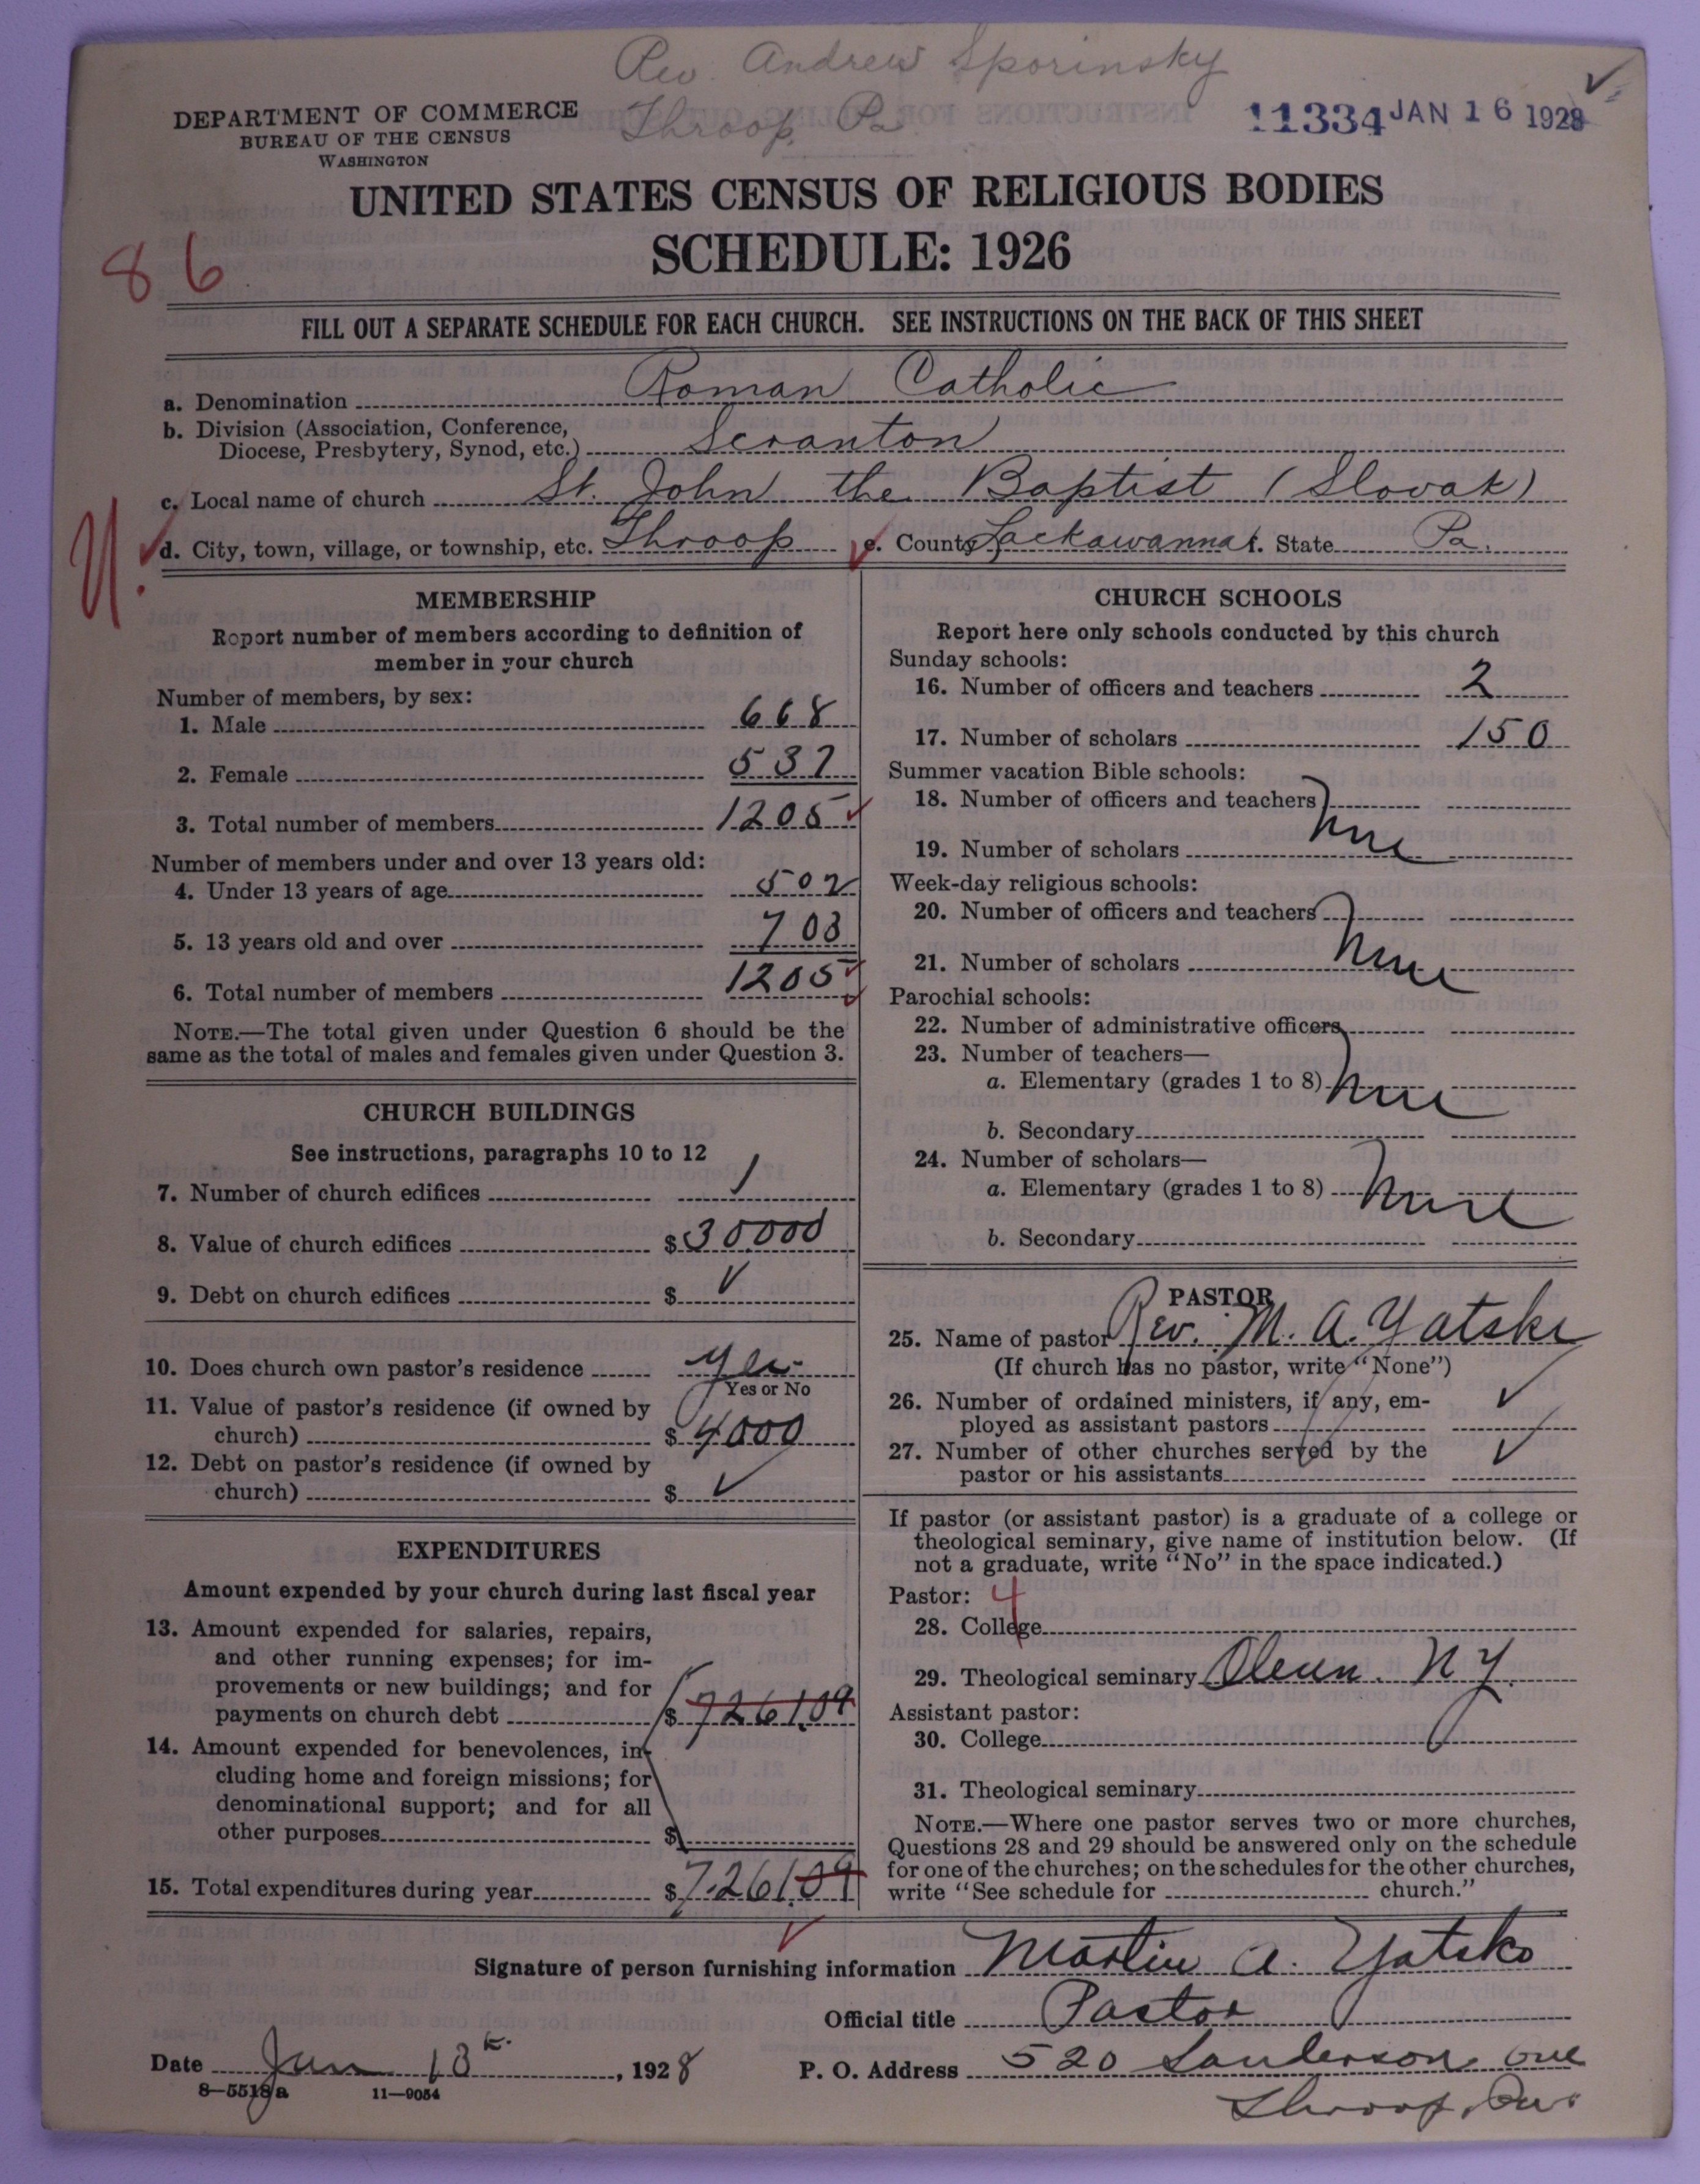 Rev. Andrew Sporinsky
Throop, Pa.
DEPARTMENT OF COMMERCE
BUREAU OF THE CENSUS
WASHINGTON
11334 JAN 16 1928
UNITED STATES CENSUS OF RELIGIOUS BODIES
SCHEDULE: 1926
86
FILL OUT A SEPARATE SCHEDULE FOR EACH CHURCH. SEE INSTRUCTIONS ON THE BACK OF THIS SHEET
a. Denomination Roman Catholic
b. Division (Association, Conference,
Diocese, Presbytery, Synod, etc.) Scranton
c. Local name of church St. John the Baptist (Slovak)
U.
d. City, town, village, or township, etc. Throop e. County Lackawanna f. State Pa.
MEMBERSHIP
Report number of members according to definition of
member in your church
Number of members, by sex:
1. Male 668
2. Female 537
3. Total number of members 1205
Number of members under and over 13 years old:
4. Under 13 years of age 502
5. 13 years old and over 703
6. Total number of members 1205
NOTE.—The total given under Question 6 should be the
same as the total of males and females given under Question 3.
CHURCH BUILDINGS
See instructions, paragraphs 10 to 12
7. Number of church edifices 1
8. Value of church edifices $30000
9. Debt on church edifices $
10. Does church own pastor's residence yes
Yes or No
11. Value of pastor's residence (if owned by
church) $4000
12. Debt on pastor's residence (if owned by
church) $
EXPENDITURES
Amount expended by your church during last fiscal year
13. Amount expended for salaries, repairs,
and other running expenses; for im-
provements or new buildings; and for
payments on church debt $7261.09
14. Amount expended for benevolences, in-
cluding home and foreign missions; for
denominational support; and for all
other purposes $
15. Total expenditures during year $7261.09
CHURCH SCHOOLS
Report here only schools conducted by this church
Sunday schools:
16. Number of officers and teachers 2
17. Number of scholars 150
Summer vacation Bible schools:
18. Number of officers and teachers
none
19. Number of scholars
Week-day religious schools:
20. Number of officers and teachers
none
21. Number of scholars
Parochial schools:
22. Number of administrative officers
23. Number of teachers—
a. Elementary (grades 1 to 8) none
b. Secondary
24. Number of scholars—
a. Elementary (grades 1 to 8) none
b. Secondary
PASTOR
25. Name of pastor Rev. M. A. Yatsko
(If church has no pastor, write "None")
26. Number of ordained ministers, if any, em-
ployed as assistant pastors
27. Number of other churches served by the
pastor or his assistants
If pastor (or assistant pastor) is a graduate of a college or
theological seminary, give name of institution below. (If
not a graduate, write "No" in the space indicated.)
Pastor: 4
28. College
29. Theological seminary Olean. N Y.
Assistant pastor:
30. College
31. Theological seminary
NOTE.—Where one pastor serves two or more churches,
Questions 28 and 29 should be answered only on the schedule
for one of the churches; on the schedules for the other churches,
write "See schedule for church."
Signature of person furnishing information Martin A. Yatsko
Official title Pastor
Date Jan 13th, 1928 P. O. Address 520 Sanderson Ave
8—5518a 11—9054
Throop, Pa.